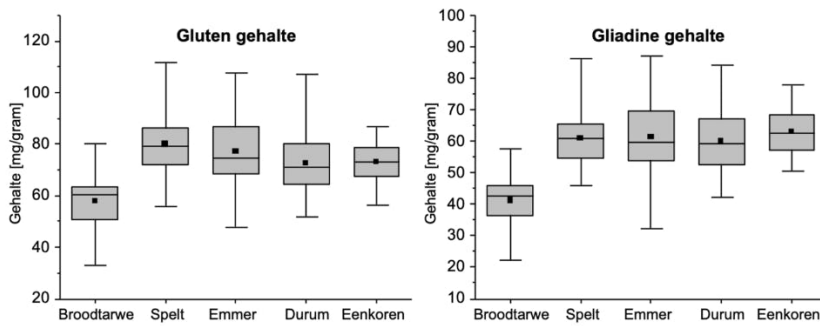 Gluten gehalte
Gehalte [mg/gram]
120
100
80
60
40
20
Broodtarwe Spelt Emmer Durum Eenkoren
Gliadine gehalte
Gehalte [mg/gram]
100
90
80
70
60
50
40
30
20
10
Broodtarwe Spelt Emmer Durum Eenkoren